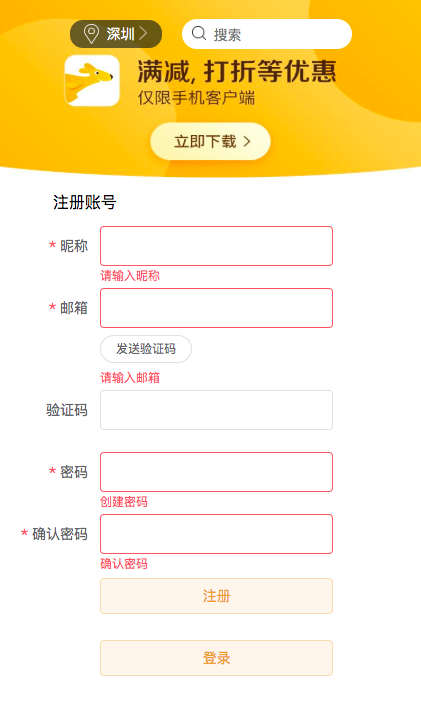 深圳
搜索
满减, 打折等优惠
仅限手机客户端
立即下载
注册账号
* 昵称
请输入昵称
* 邮箱
发送验证码
请输入邮箱
验证码
* 密码
创建密码
* 确认密码
确认密码
注册
登录